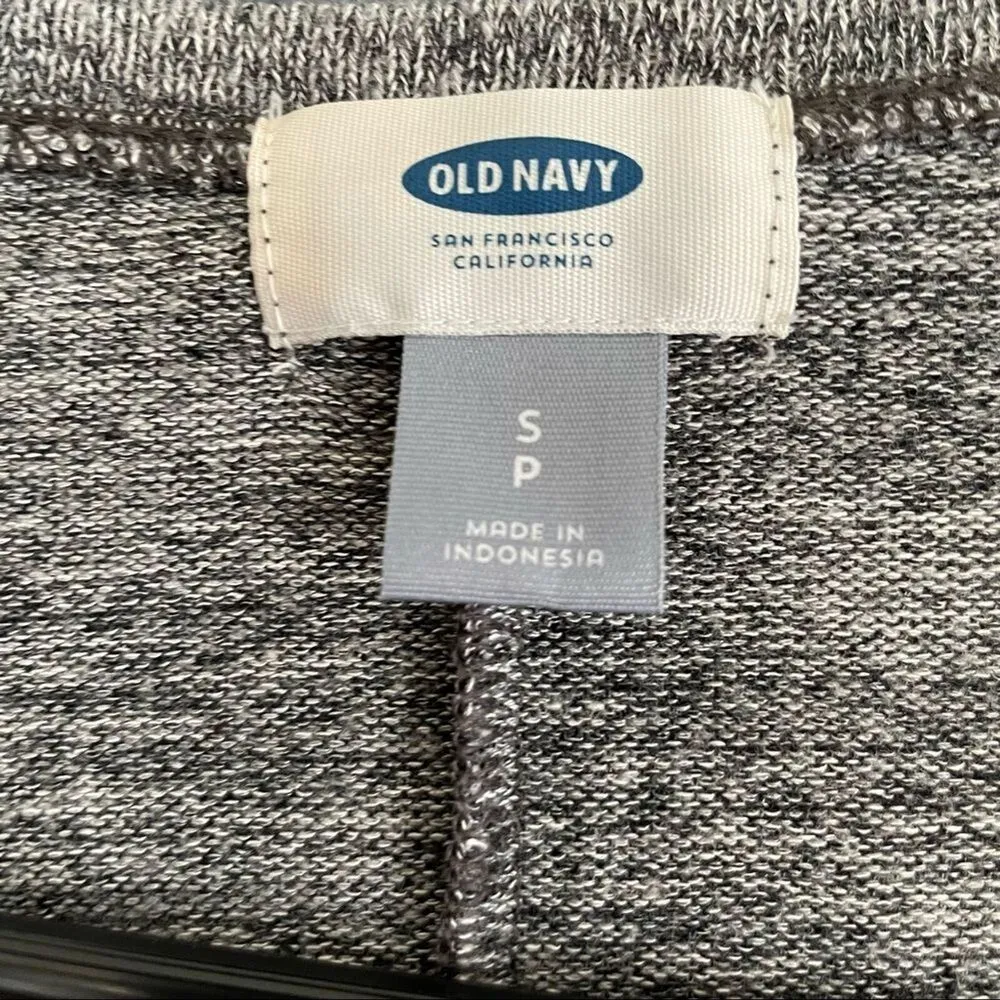 OLD NAVY
SAN FRANCISCO
CALIFORNIA
S
P
MADE IN
INDONESIA